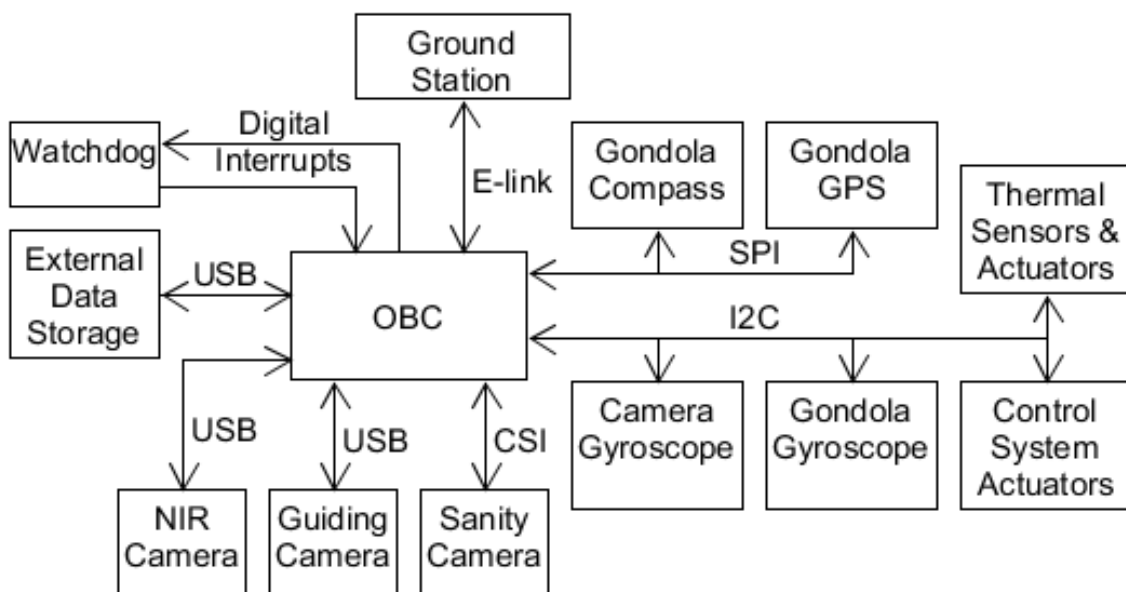 Ground
Station
Digital
Interrupts
Watchdog
E-link
Gondola
Compass
Gondola
GPS
Thermal
Sensors &
Actuators
External
Data
Storage
USB
OBC
SPI
I2C
USB
USB
CSI
Camera
Gyroscope
Gondola
Gyroscope
Control
System
Actuators
NIR
Camera
Guiding
Camera
Sanity
Camera